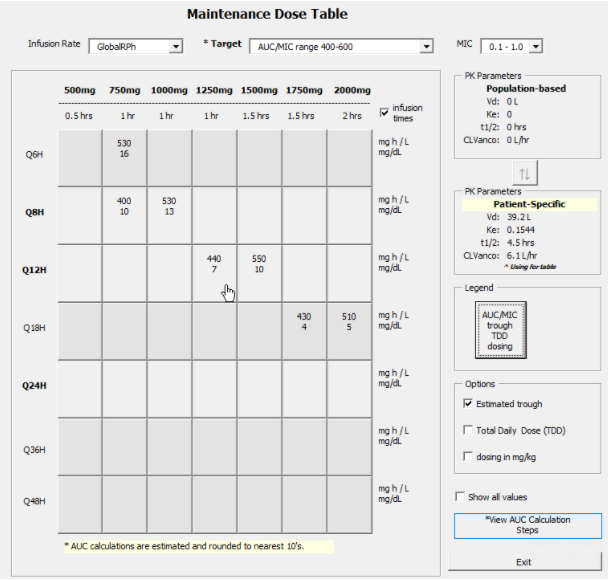 Maintenance Dose Table
Infusion Rate GlobalRPh * Target AUC/MIC range 400-600 MIC 0.1 - 1.0
500mg 750mg 1000mg 1250mg 1500mg 1750mg 2000mg
0.5 hrs 1 hr 1 hr 1 hr 1.5 hrs 1.5 hrs 2 hrs infusion times
Q6H 530 mg h / L
16 mg/dL
Q8H 400 530 mg h / L
10 13 mg/dL
Q12H 440 550 mg h / L
7 10 mg/dL
Q18H 430 510 mg h / L
4 5 mg/dL
Q24H mg h / L
mg/dL
Q36H mg h / L
mg/dL
Q48H mg h / L
mg/dL
* AUC calculations are estimated and rounded to nearest 10's.
PK Parameters
Population-based
Vd: 0 L
Ke: 0
t1/2: 0 hrs
CLVanco: 0 L/hr
PK Parameters
Patient-Specific
Vd: 39.2 L
Ke: 0.1544
t1/2: 4.5 hrs
CLVanco: 6.1 L/hr
^ Using for table
Legend
AUC/MIC
trough
TDD
dosing
Options
Estimated trough
Total Daily Dose (TDD)
dosing in mg/kg
Show all values
*View AUC Calculation
Steps
Exit